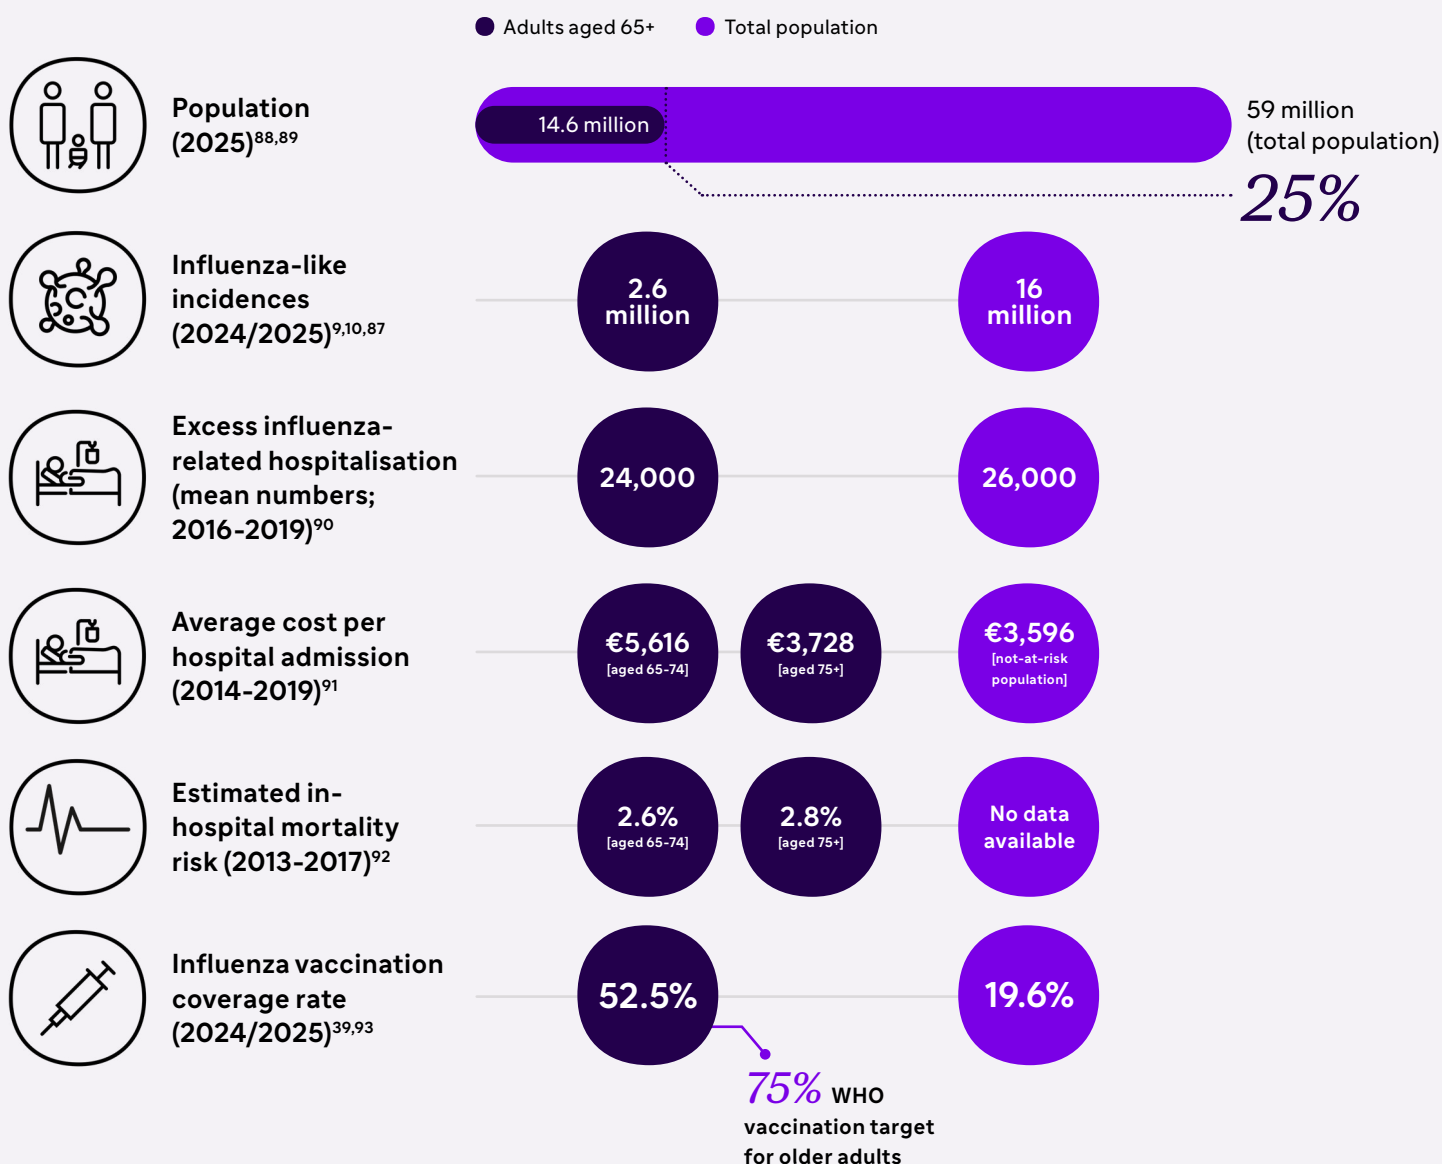 Adults aged 65+ Total population
Population
(2025)88,89
14.6 million
59 million
(total population)
25%
Influenza-like
incidences
(2024/2025)9,10,87
2.6
million
16
million
Excess influenza-
related hospitalisation
(mean numbers;
2016-2019)90
24,000
26,000
Average cost per
hospital admission
(2014-2019)91
€5,616
[aged 65-74]
€3,728
[aged 75+]
€3,596
[not-at-risk
population]
Estimated in-
hospital mortality
risk (2013-2017)92
2.6%
[aged 65-74]
2.8%
[aged 75+]
No data
available
Influenza vaccination
coverage rate
(2024/2025)39,93
52.5%
19.6%
75% WHO
vaccination target
for older adults